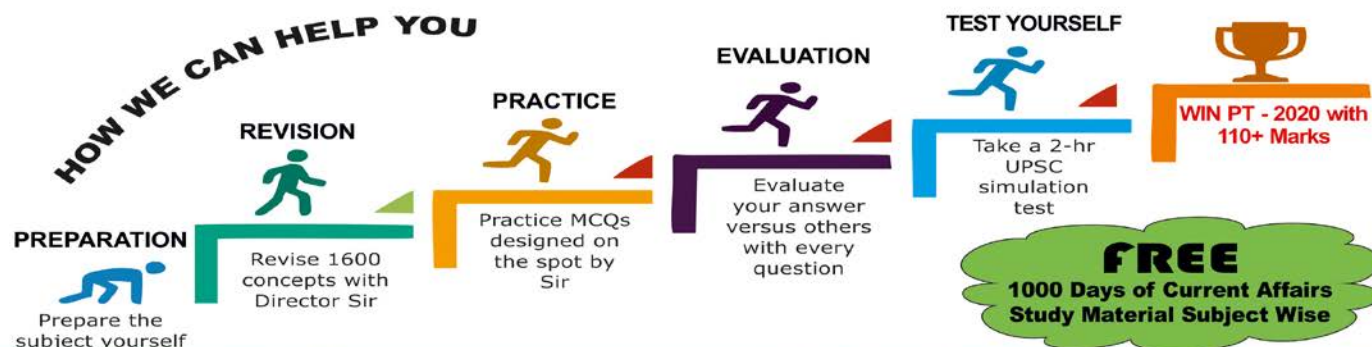 HOW WE CAN HELP YOU
PREPARATION
Prepare the
subject yourself
REVISION
Revise 1600
concepts with
Director Sir
PRACTICE
Practice MCQs
designed on
the spot by
Sir
EVALUATION
Evaluate
your answer
versus others
with every
question
TEST YOURSELF
Take a 2-hr
UPSC
simulation
test
WIN PT - 2020 with
110+ Marks
FREE
1000 Days of Current Affairs
Study Material Subject Wise